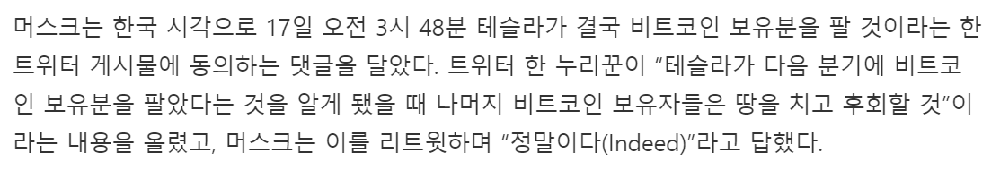 머스크는 한국 시각으로 17일 오전 3시 48분 테슬라가 결국 비트코인 보유분을 팔 것이라는 한
트위터 게시물에 동의하는 댓글을 달았다. 트위터 한 누리꾼이 “테슬라가 다음 분기에 비트코
인 보유분을 팔았다는 것을 알게 됐을 때 나머지 비트코인 보유자들은 땅을 치고 후회할 것”이
라는 내용을 올렸고, 머스크는 이를 리트윗하며 “정말이다(Indeed)”라고 답했다.